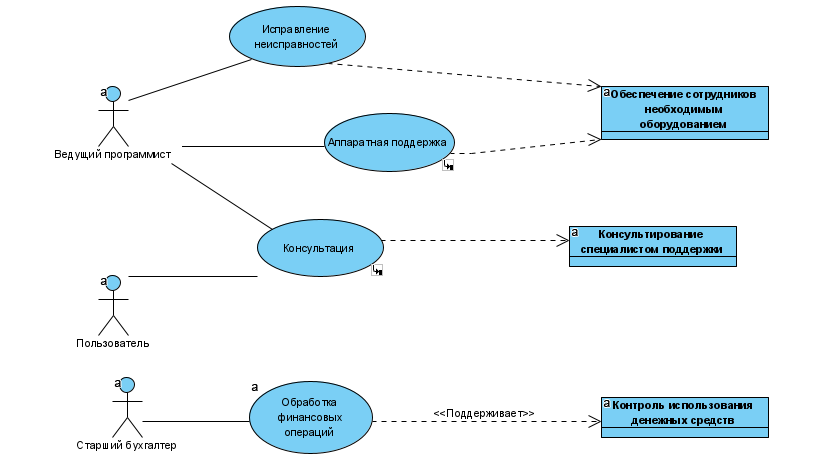 Исправление
неисправностей
a
Ведущий программист
a
Обеспечение сотрудников
необходимым
оборудованием
Аппаратная поддержка
Консультация
a
Консультирование
специалистом поддержки
a
Пользователь
a
Старший бухгалтер
a
Обработка
финансовых
операций
<<Поддерживает>>
a
Контроль использования
денежных средств